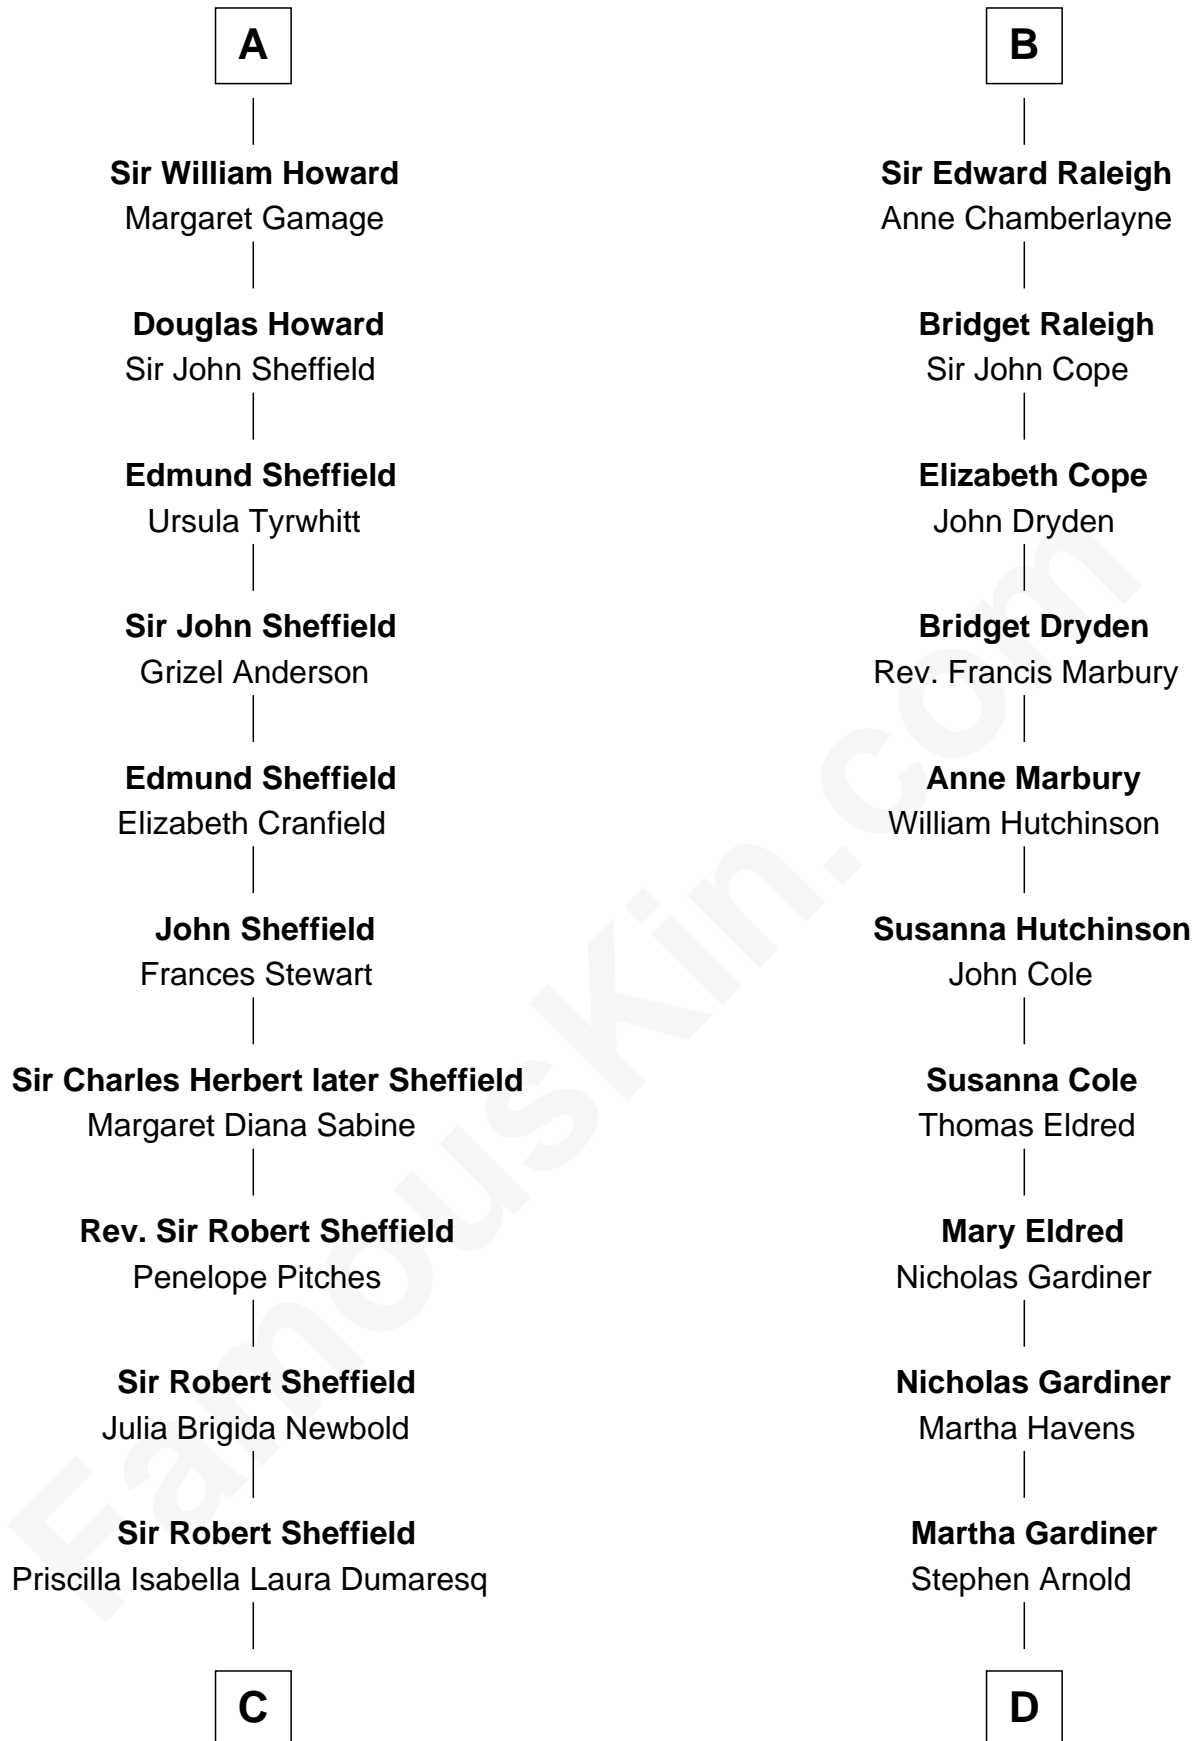 A
Sir William Howard
Margaret Gamage
Douglas Howard
Sir John Sheffield
Edmund Sheffield
Ursula Tyrwhitt
Sir John Sheffield
Grizel Anderson
Edmund Sheffield
Elizabeth Cranfield
John Sheffield
Frances Stewart
Sir Charles Herbert later Sheffield
Margaret Diana Sabine
Rev. Sir Robert Sheffield
Penelope Pitches
Sir Robert Sheffield
Julia Brigida Newbold
Sir Robert Sheffield
Priscilla Isabella Laura Dumaresq
C
B
Sir Edward Raleigh
Anne Chamberlayne
Bridget Raleigh
Sir John Cope
Elizabeth Cope
John Dryden
Bridget Dryden
Rev. Francis Marbury
Anne Marbury
William Hutchinson
Susanna Hutchinson
John Cole
Susanna Cole
Thomas Eldred
Mary Eldred
Nicholas Gardiner
Nicholas Gardiner
Martha Havens
Martha Gardiner
Stephen Arnold
D
FamousKin.com